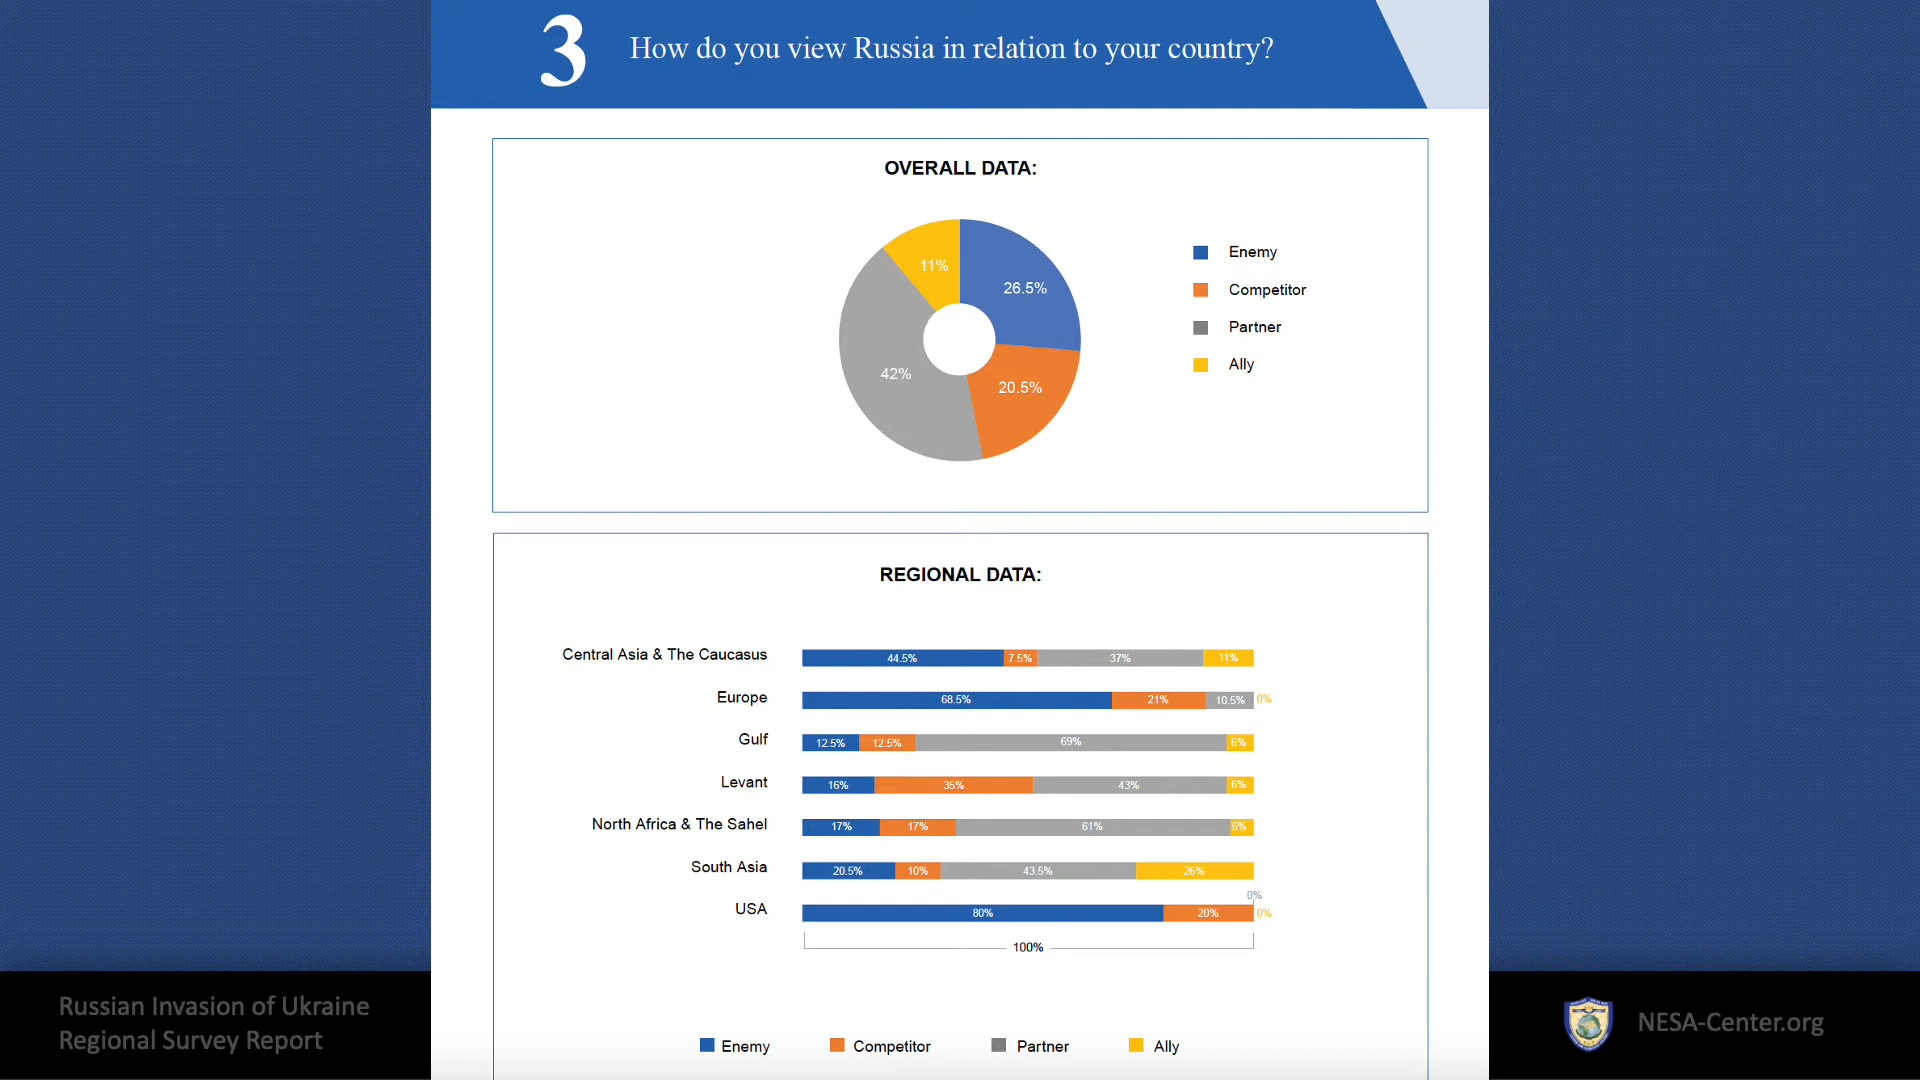 3 How do you view Russia in relation to your country?
OVERALL DATA:
11%
26.5%
42%
20.5%
Enemy
Competitor
Partner
Ally
REGIONAL DATA:
Central Asia & The Caucasus 44.5% 7.5% 37% 11%
Europe 68.5% 21% 10.5% 0%
Gulf 12.5% 12.5% 69% 6%
Levant 16% 35% 43% 6%
North Africa & The Sahel 17% 17% 61% 5%
South Asia 20.5% 10% 43.5% 26%
0%
USA 80% 20% 0%
100%
Enemy Competitor Partner Ally
Russian Invasion of Ukraine
Regional Survey Report
NESA-Center.org